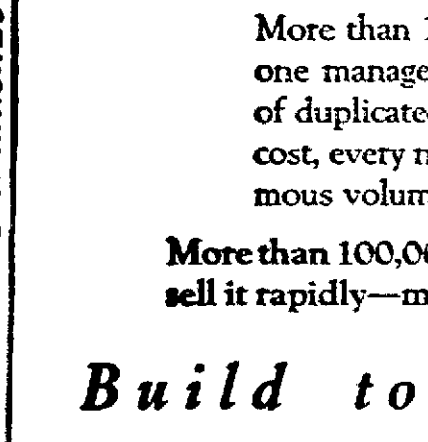 More than 1
one manage
of duplicate
cost, every
mous volum
More than 100,0
sell it rapidly—m
Build to